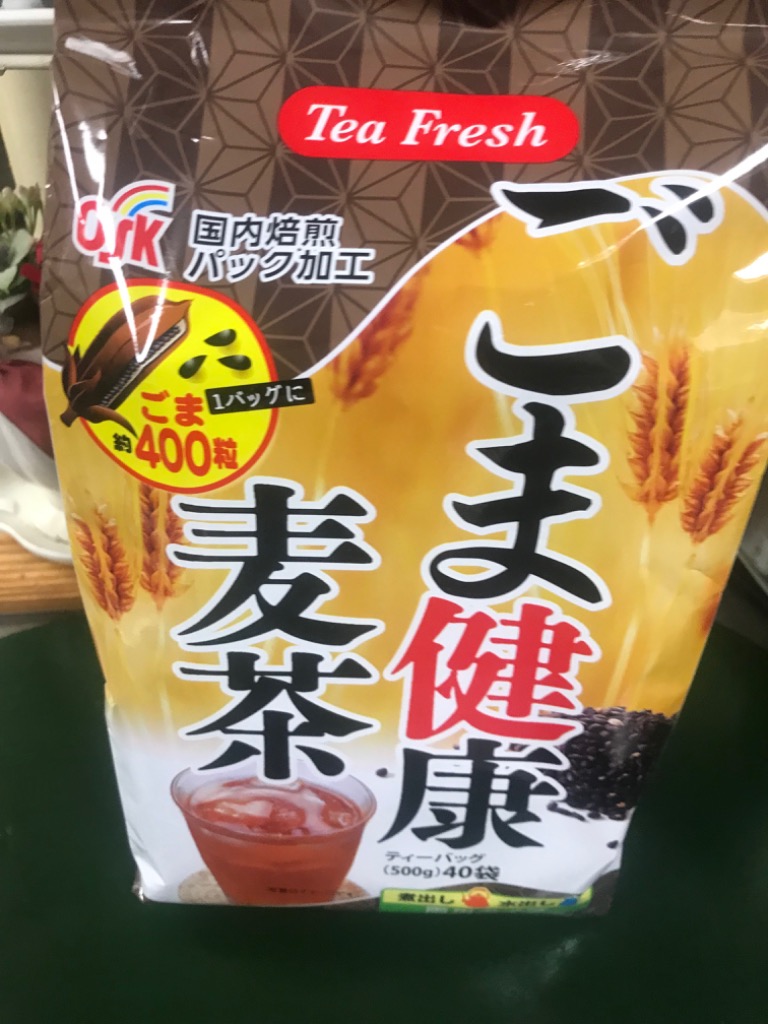 Tea Fresh
OSK
国内焙煎
パック加工
1バッグに
ごま
約400粒
ごま健康
麦茶
ティーバッグ
(500g)40袋
煮出し 水出し